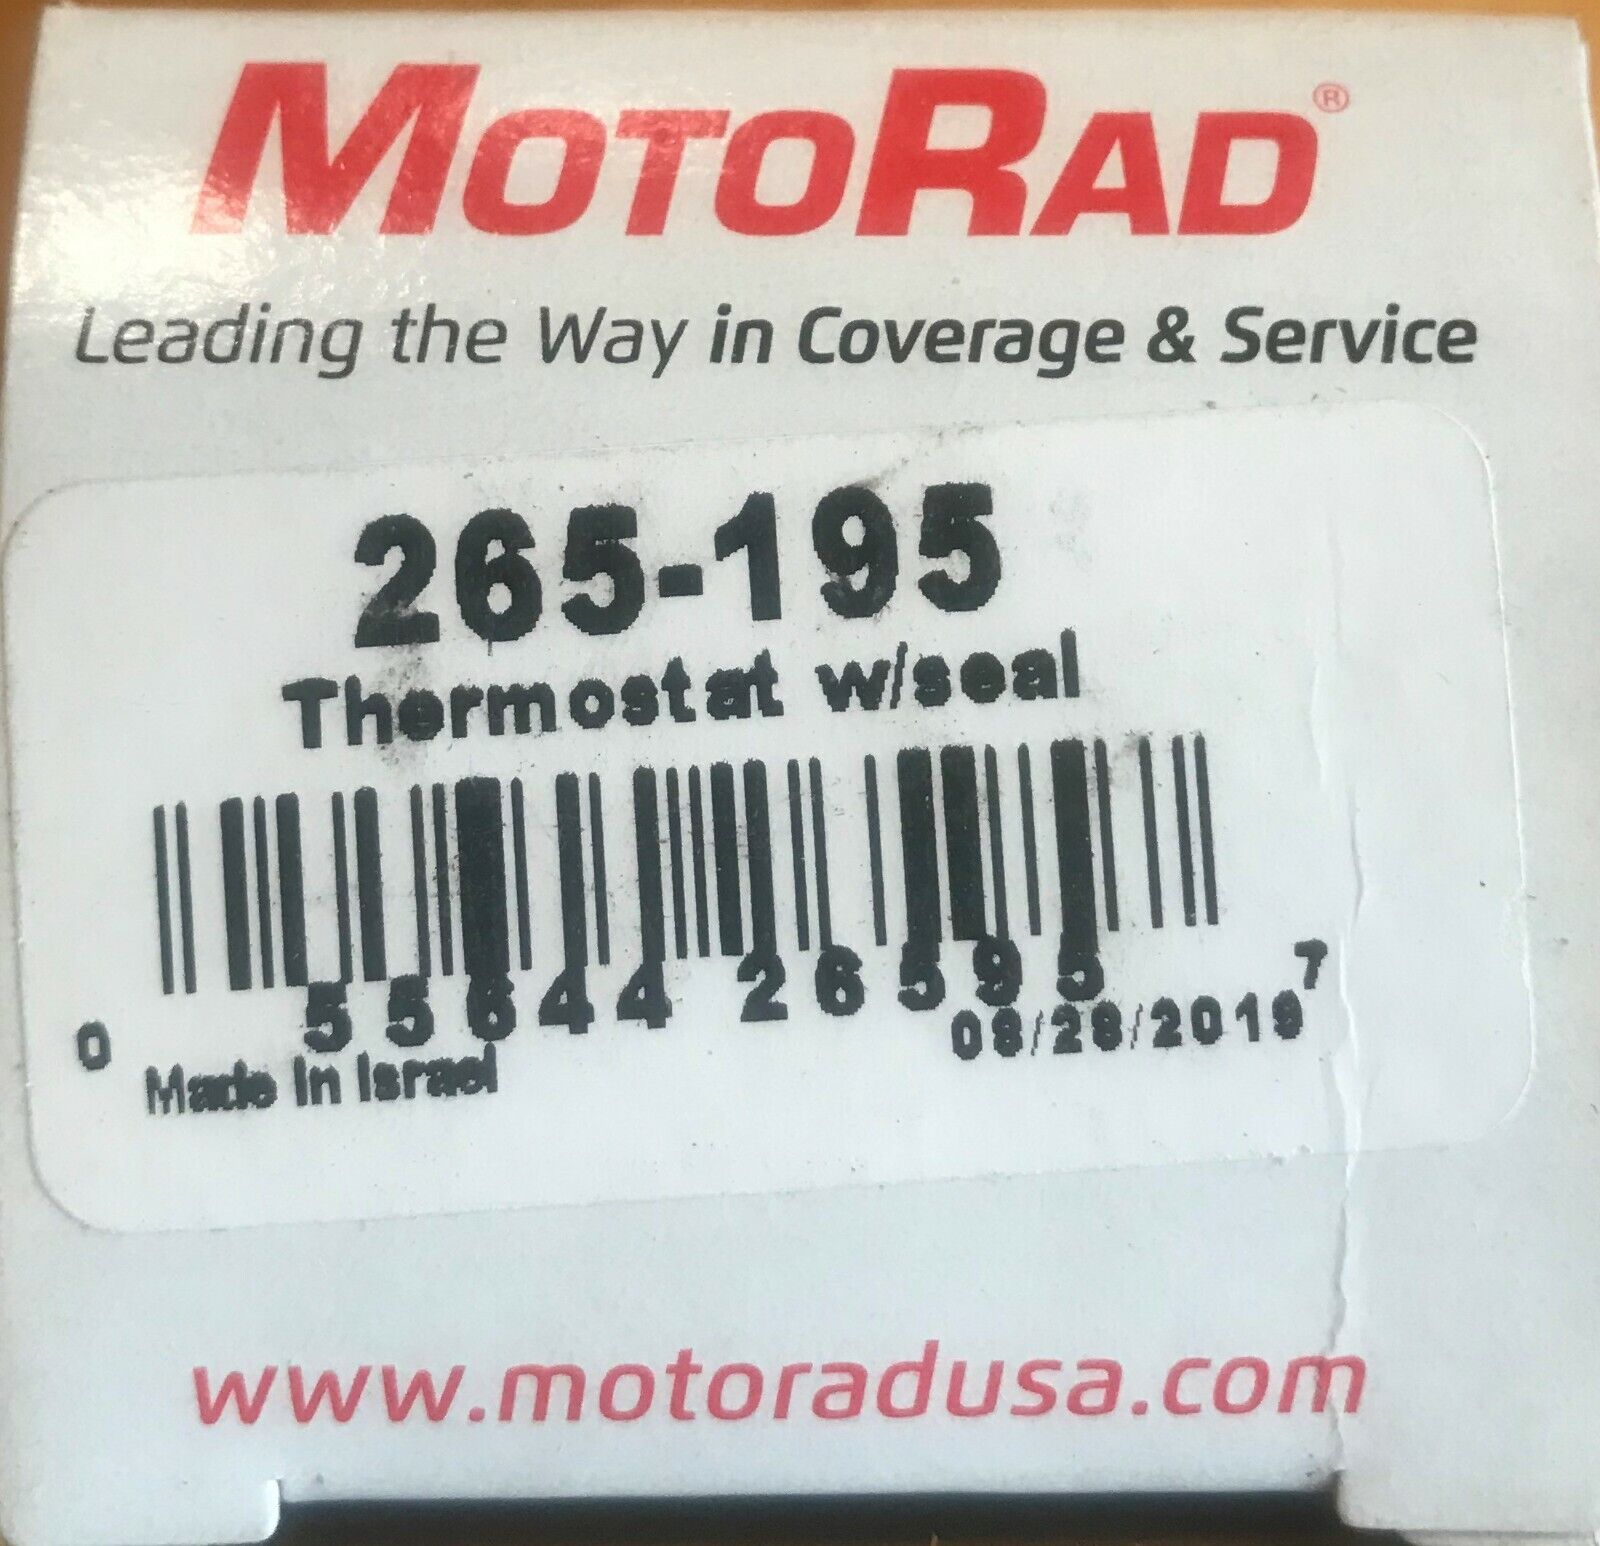 MOTORAD®
Leading the Way in Coverage & Service
265-195
Thermostat w/seal
0 55644 26595 7
Made In Israel 08/28/2019
www.motoradusa.com